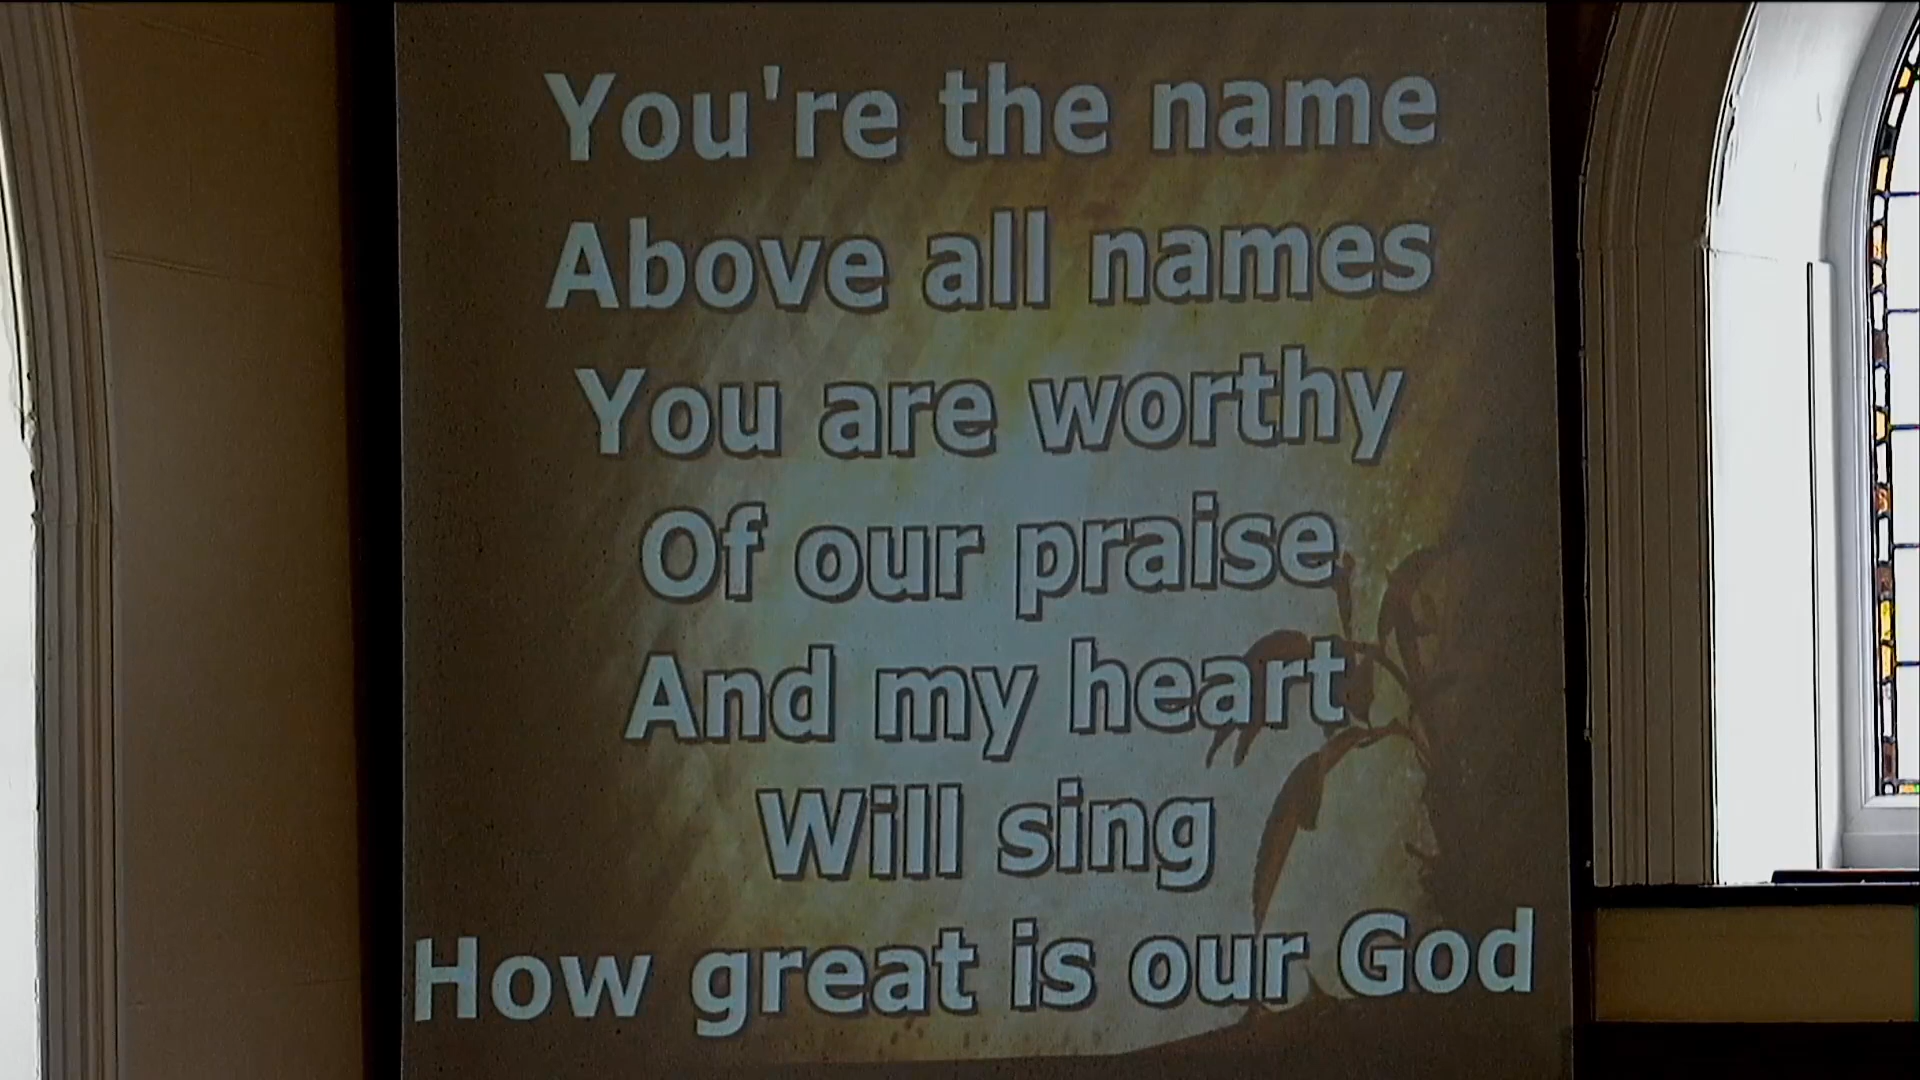 You're the name
Above all names
You are worthy
Of our praise
And my heart
Will sing
How great is our God